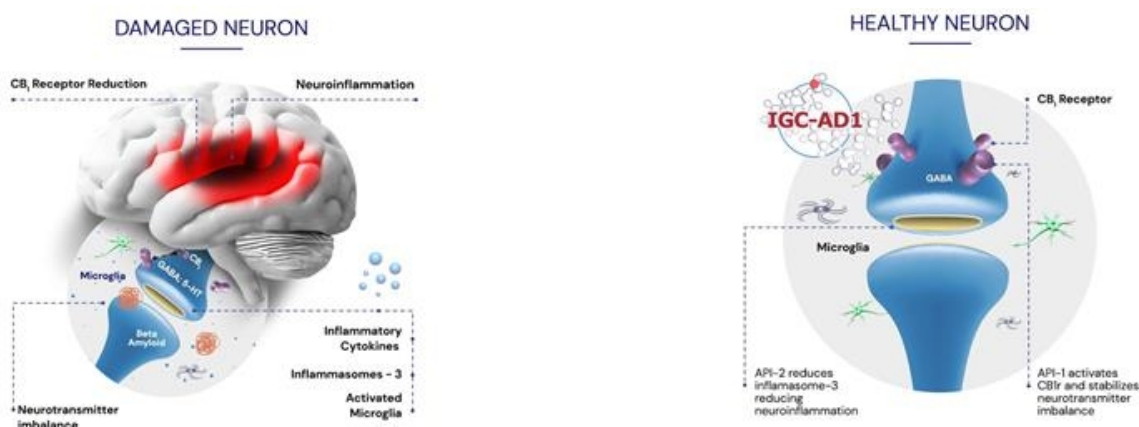 DAMAGED NEURON
CB₁ Receptor Reduction
Neuroinflammation
CB₁
GABA; 5-HT
Microglia
Beta
Amyloid
Inflammatory
Cytokines
Inflammasomes - 3
Activated
Microglia
Neurotransmitter
imbalance
HEALTHY NEURON
IGC-AD1
CB₁ Receptor
GABA
Microglia
API-2 reduces
inflamasome-3
reducing
neuroinflammation
API-1 activates
CB1r and stabilizes
neurotransmitter
imbalance